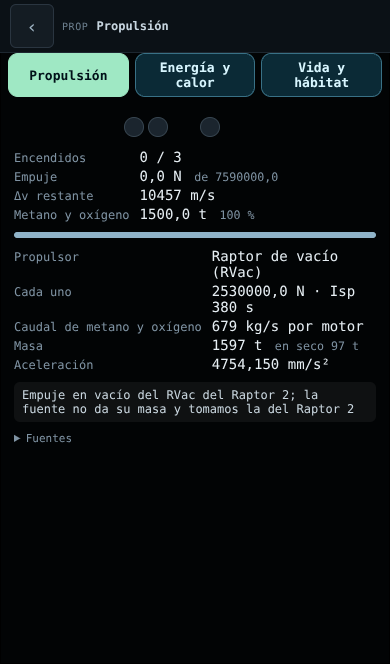 ‹ PROP Propulsión
Propulsión
Energía y calor
Vida y hábitat
Encendidos 0 / 3
Empuje 0,0 N de 7590000,0
Δv restante 10457 m/s
Metano y oxígeno 1500,0 t 100 %
Propulsor Raptor de vacío
(RVac)
Cada uno 2530000,0 N · Isp
380 s
Caudal de metano y oxígeno 679 kg/s por motor
Masa 1597 t en seco 97 t
Aceleración 4754,150 mm/s²
Empuje en vacío del RVac del Raptor 2; la
fuente no da su masa y tomamos la del Raptor 2
▶ Fuentes